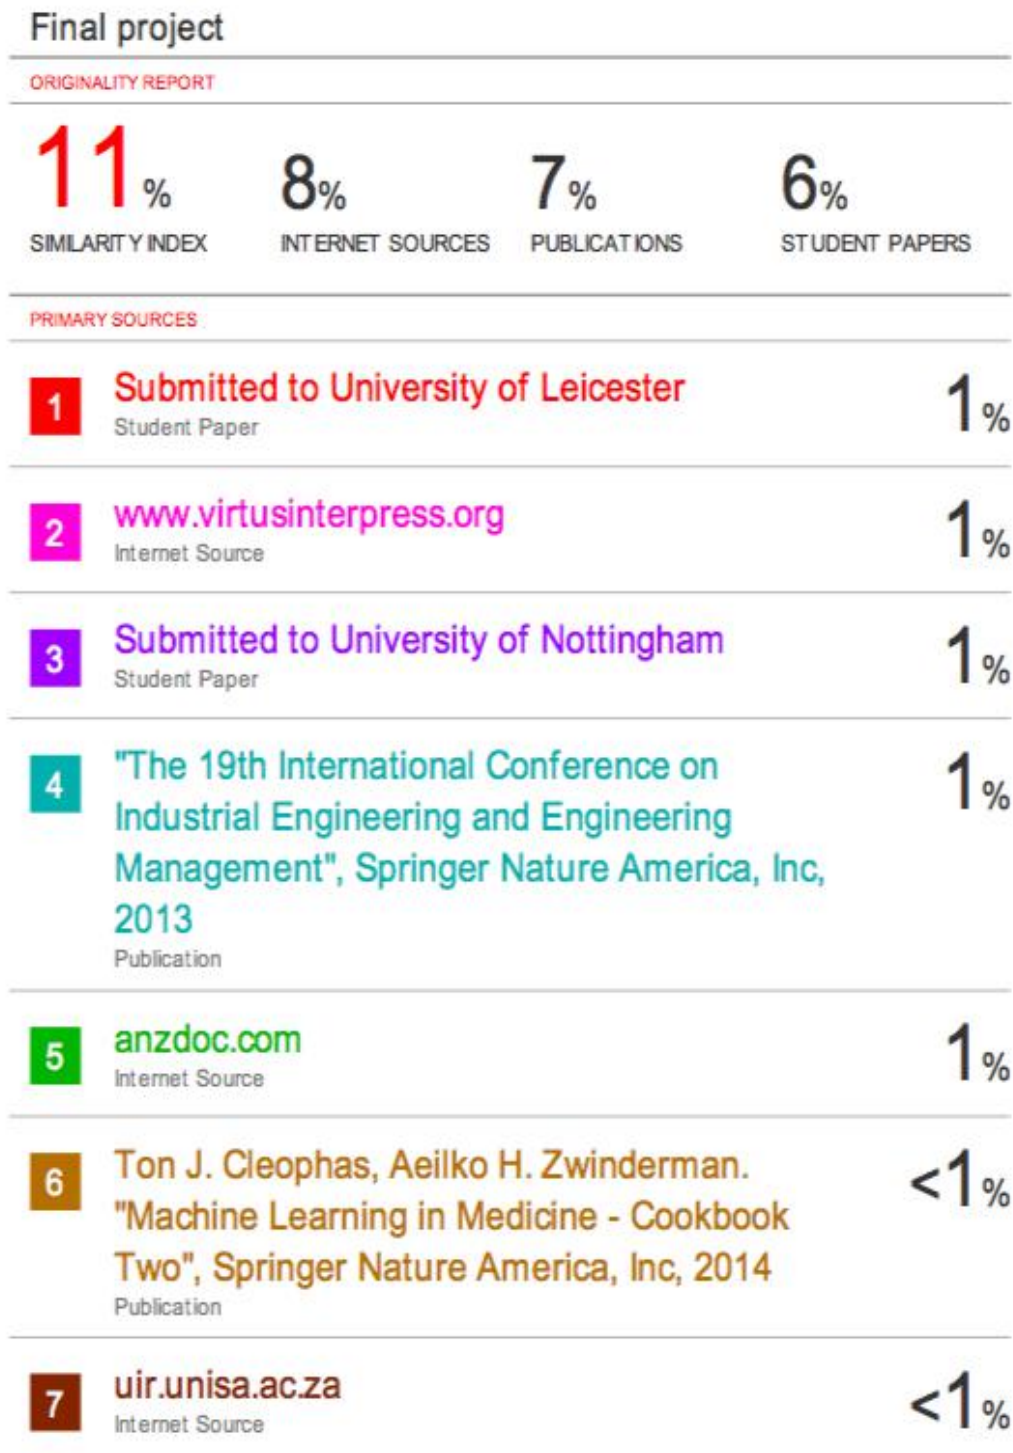 Final project
ORIGINALITY REPORT
11% 8% 7% 6%
SIMILARITY INDEX INTERNET SOURCES PUBLICATIONS STUDENT PAPERS
PRIMARY SOURCES
1 Submitted to University of Leicester 1%
Student Paper
2 www.virtusinterpress.org 1%
Internet Source
3 Submitted to University of Nottingham 1%
Student Paper
4 "The 19th International Conference on 1%
Industrial Engineering and Engineering
Management", Springer Nature America, Inc,
2013
Publication
5 anzdoc.com 1%
Internet Source
6 Ton J. Cleophas, Aeilko H. Zwinderman. <1%
"Machine Learning in Medicine - Cookbook
Two", Springer Nature America, Inc, 2014
Publication
7 uir.unisa.ac.za <1%
Internet Source